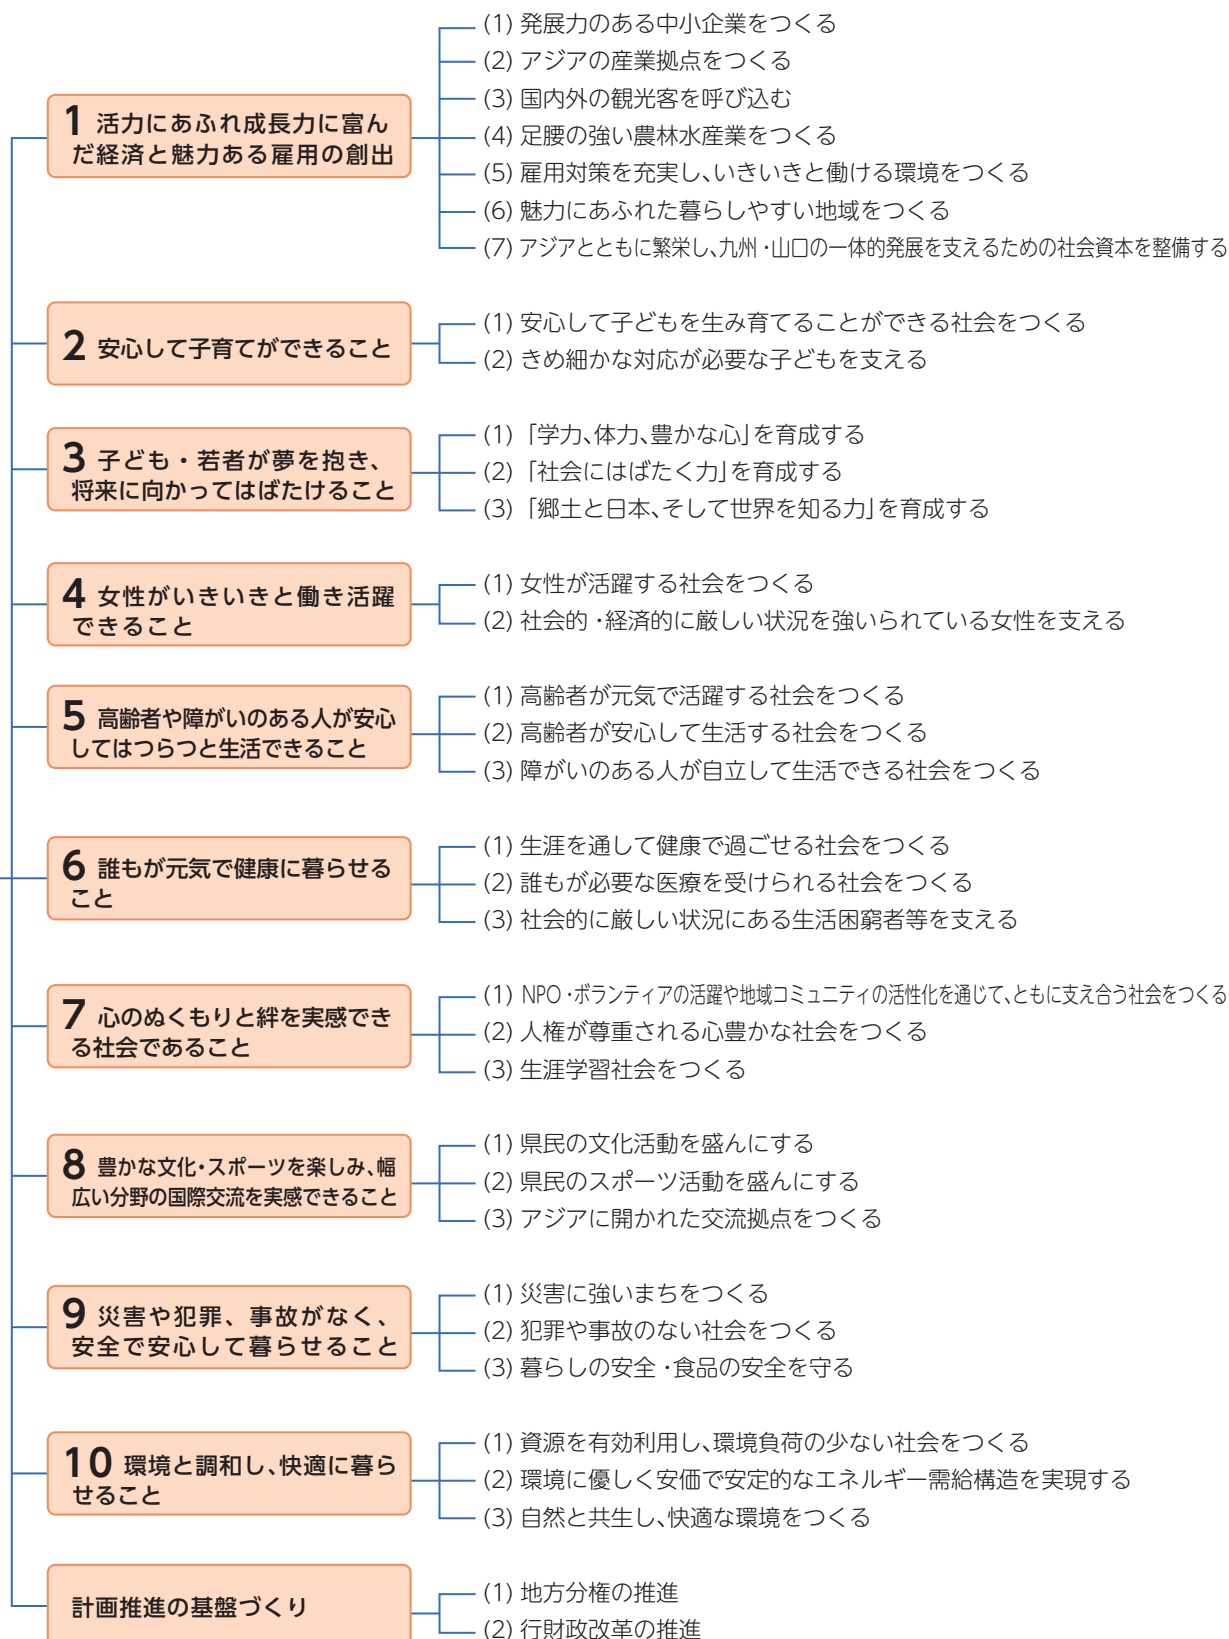 1 活力にあふれ成長力に富ん
だ経済と魅力ある雇用の創出
(1) 発展力のある中小企業をつくる
(2) アジアの産業拠点をつくる
(3) 国内外の観光客を呼び込む
(4) 足腰の強い農林水産業をつくる
(5) 雇用対策を充実し、いきいきと働ける環境をつくる
(6) 魅力にあふれた暮らしやすい地域をつくる
(7) アジアとともに繁栄し、九州・山口の一体的発展を支えるための社会資本を整備する
2 安心して子育てができること
(1) 安心して子どもを生み育てることができる社会をつくる
(2) きめ細かな対応が必要な子どもを支える
3 子ども・若者が夢を抱き、
将来に向かってはばたけること
(1) 「学力、体力、豊かな心」を育成する
(2) 「社会にはばたく力」を育成する
(3) 「郷土と日本、そして世界を知る力」を育成する
4 女性がいきいきと働き活躍
できること
(1) 女性が活躍する社会をつくる
(2) 社会的・経済的に厳しい状況を強いられている女性を支える
5 高齢者や障がいのある人が安心
してはつらつと生活できること
(1) 高齢者が元気で活躍する社会をつくる
(2) 高齢者が安心して生活する社会をつくる
(3) 障がいのある人が自立して生活できる社会をつくる
6 誰もが元気で健康に暮らせる
こと
(1) 生涯を通して健康で過ごせる社会をつくる
(2) 誰もが必要な医療を受けられる社会をつくる
(3) 社会的に厳しい状況にある生活困窮者等を支える
7 心のぬくもりと絆を実感でき
る社会であること
(1) NPO・ボランティアの活躍や地域コミュニティの活性化を通じて、ともに支え合う社会をつくる
(2) 人権が尊重される心豊かな社会をつくる
(3) 生涯学習社会をつくる
8 豊かな文化・スポーツを楽しみ、幅
広い分野の国際交流を実感できること
(1) 県民の文化活動を盛んにする
(2) 県民のスポーツ活動を盛んにする
(3) アジアに開かれた交流拠点をつくる
9 災害や犯罪、事故がなく、
安全で安心して暮らせること
(1) 災害に強いまちをつくる
(2) 犯罪や事故のない社会をつくる
(3) 暮らしの安全・食品の安全を守る
10 環境と調和し、快適に暮ら
せること
(1) 資源を有効利用し、環境負荷の少ない社会をつくる
(2) 環境に優しく安価で安定的なエネルギー需給構造を実現する
(3) 自然と共生し、快適な環境をつくる
計画推進の基盤づくり
(1) 地方分権の推進
(2) 行財政改革の推進